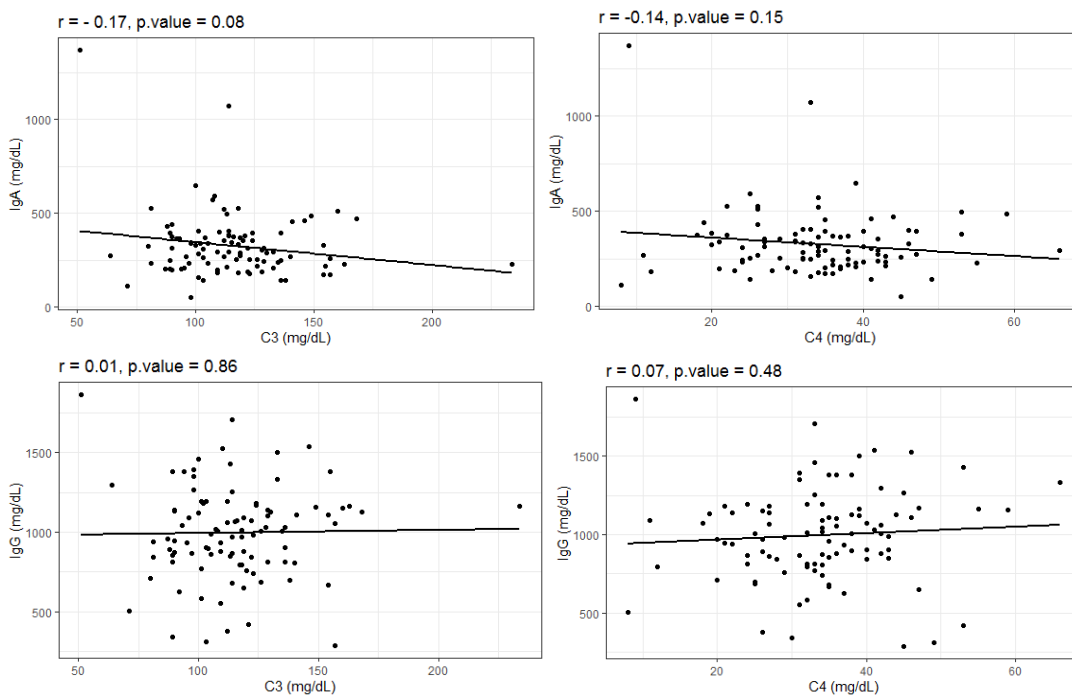 r = - 0.17, p.value = 0.08
IgA (mg/dL)
1000
500
0
50
100
150
200
C3 (mg/dL)
r = -0.14, p.value = 0.15
IgA (mg/dL)
1000
500
0
20
40
60
C4 (mg/dL)
r = 0.01, p.value = 0.86
IgG (mg/dL)
1500
1000
500
50
100
150
200
C3 (mg/dL)
r = 0.07, p.value = 0.48
IgG (mg/dL)
1500
1000
500
20
40
60
C4 (mg/dL)